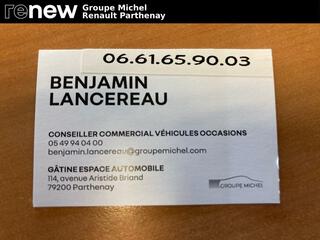 renew
Groupe Michel
Renault Parthenay
06.61.65.90.03
BENJAMIN
LANCEREAU
CONSEILLER COMMERCIAL VÉHICULES OCCASIONS
05 49 94 04 00
benjamin.lancereau@groupemichel.com
GÂTINE ESPACE AUTOMOBILE
114, avenue Aristide Briand
79200 Parthenay
GROUPE MICHEL